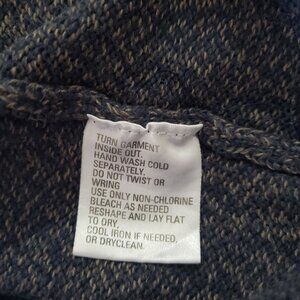 TURN GARMENT
INSIDE OUT.
HAND WASH COLD
SEPARATELY.
DO NOT TWIST OR
WRING
USE ONLY NON-CHLORINE
BLEACH AS NEEDED
RESHAPE AND LAY FLAT
TO DRY,
COOL IRON IF NEEDED,
OR DRYCLEAN.